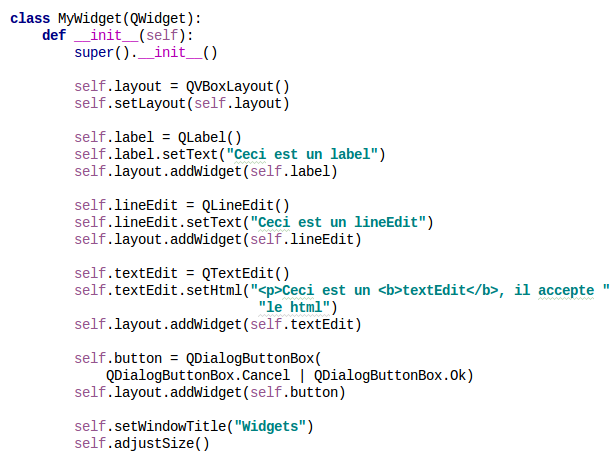 class MyWidget(QWidget):
    def __init__(self):
        super().__init__()

        self.layout = QVBoxLayout()
        self.setLayout(self.layout)

        self.label = QLabel()
        self.label.setText("Ceci est un label")
        self.layout.addWidget(self.label)

        self.lineEdit = QLineEdit()
        self.lineEdit.setText("Ceci est un lineEdit")
        self.layout.addWidget(self.lineEdit)

        self.textEdit = QTextEdit()
        self.textEdit.setHtml("<p>Ceci est un <b>textEdit</b>, il accepte "
                               "le html")
        self.layout.addWidget(self.textEdit)

        self.button = QDialogButtonBox(
            QDialogButtonBox.Cancel | QDialogButtonBox.Ok)
        self.layout.addWidget(self.button)

        self.setWindowTitle("Widgets")
        self.adjustSize()